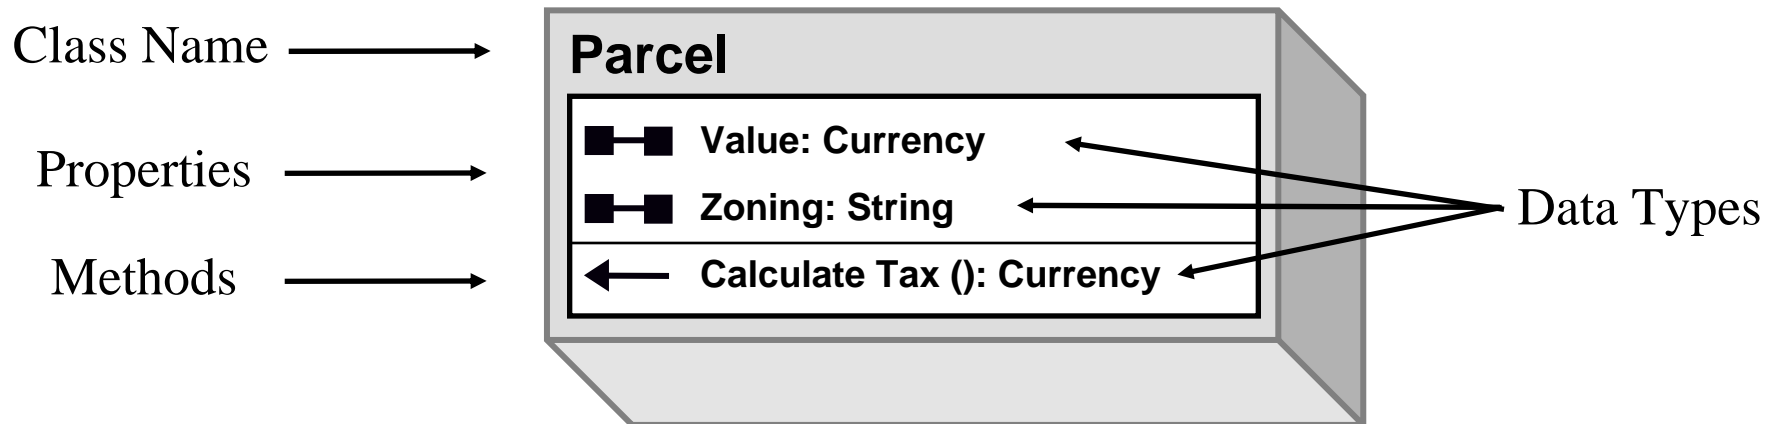 Class Name
Parcel
Properties
Value: Currency
Zoning: String
Data Types
Methods
Calculate Tax (): Currency